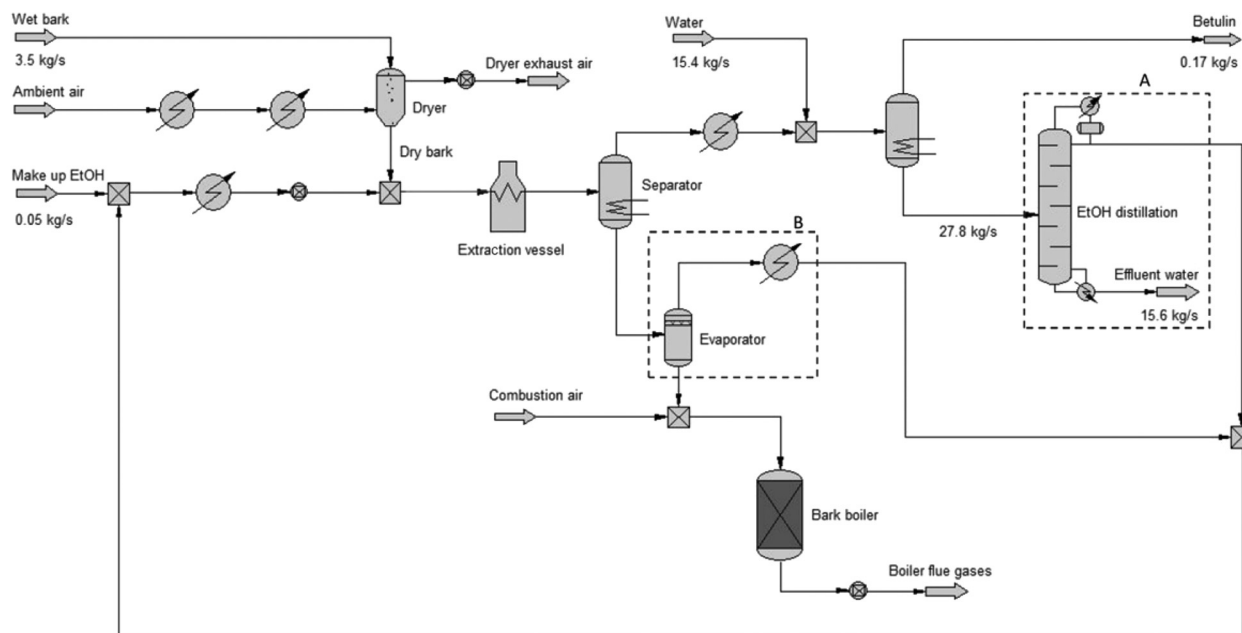 Wet bark
3.5 kg/s
Ambient air
Make up EtOH
0.05 kg/s
Dryer exhaust air
Dryer
Dry bark
Extraction vessel
Separator
Water
15.4 kg/s
Betulin
0.17 kg/s
A
EtOH distillation
27.8 kg/s
Effluent water
15.6 kg/s
B
Evaporator
Combustion air
Bark boiler
Boiler flue gases